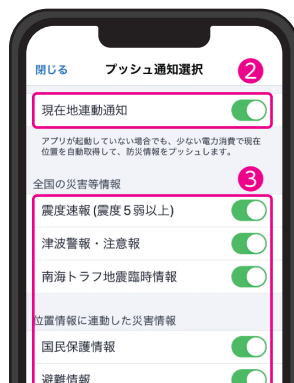 閉じる プッシュ通知選択 2
現在地連動通知
アプリが起動していない場合でも、少ない電力消費で現在
位置を自動取得して、防災情報をプッシュします。
全国の災害等情報 3
震度速報(震度5弱以上)
津波警報・注意報
南海トラフ地震臨時情報
位置情報に連動した災害情報
国民保護情報
避難情報